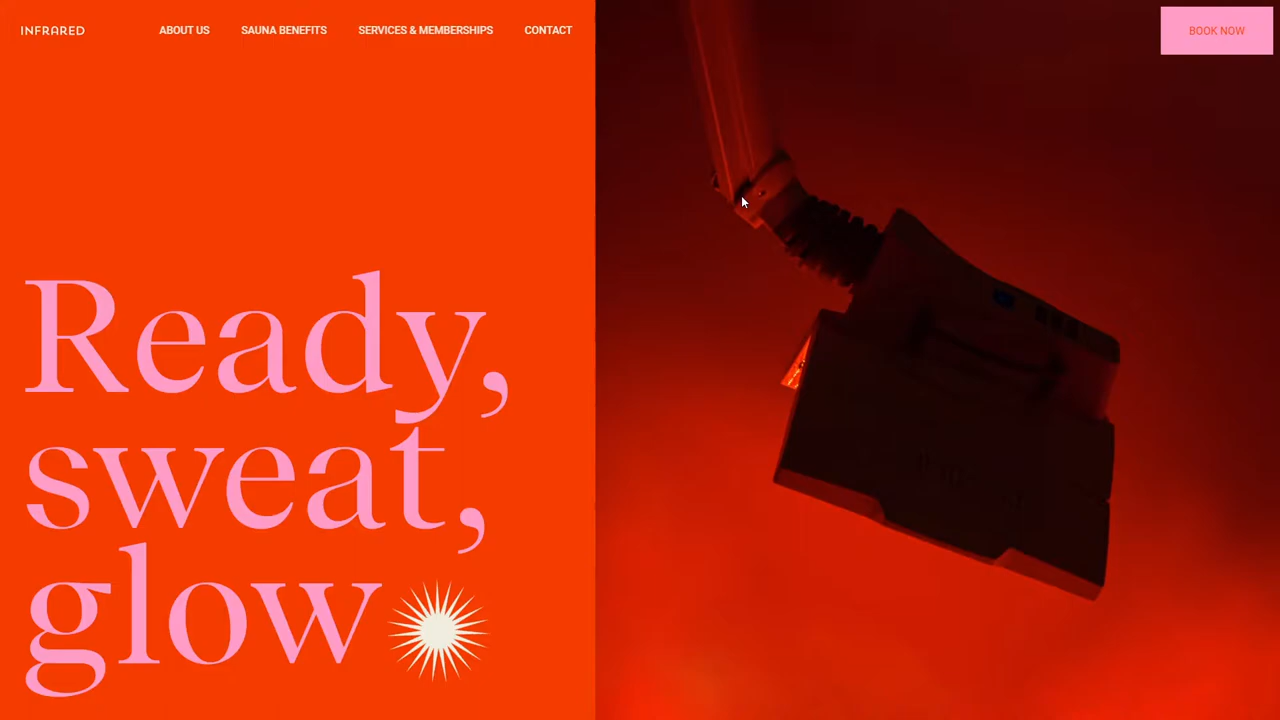 INFRARED
ABOUT US
SAUNA BENEFITS
SERVICES & MEMBERSHIPS
CONTACT
BOOK NOW
Ready,
sweat,
glow